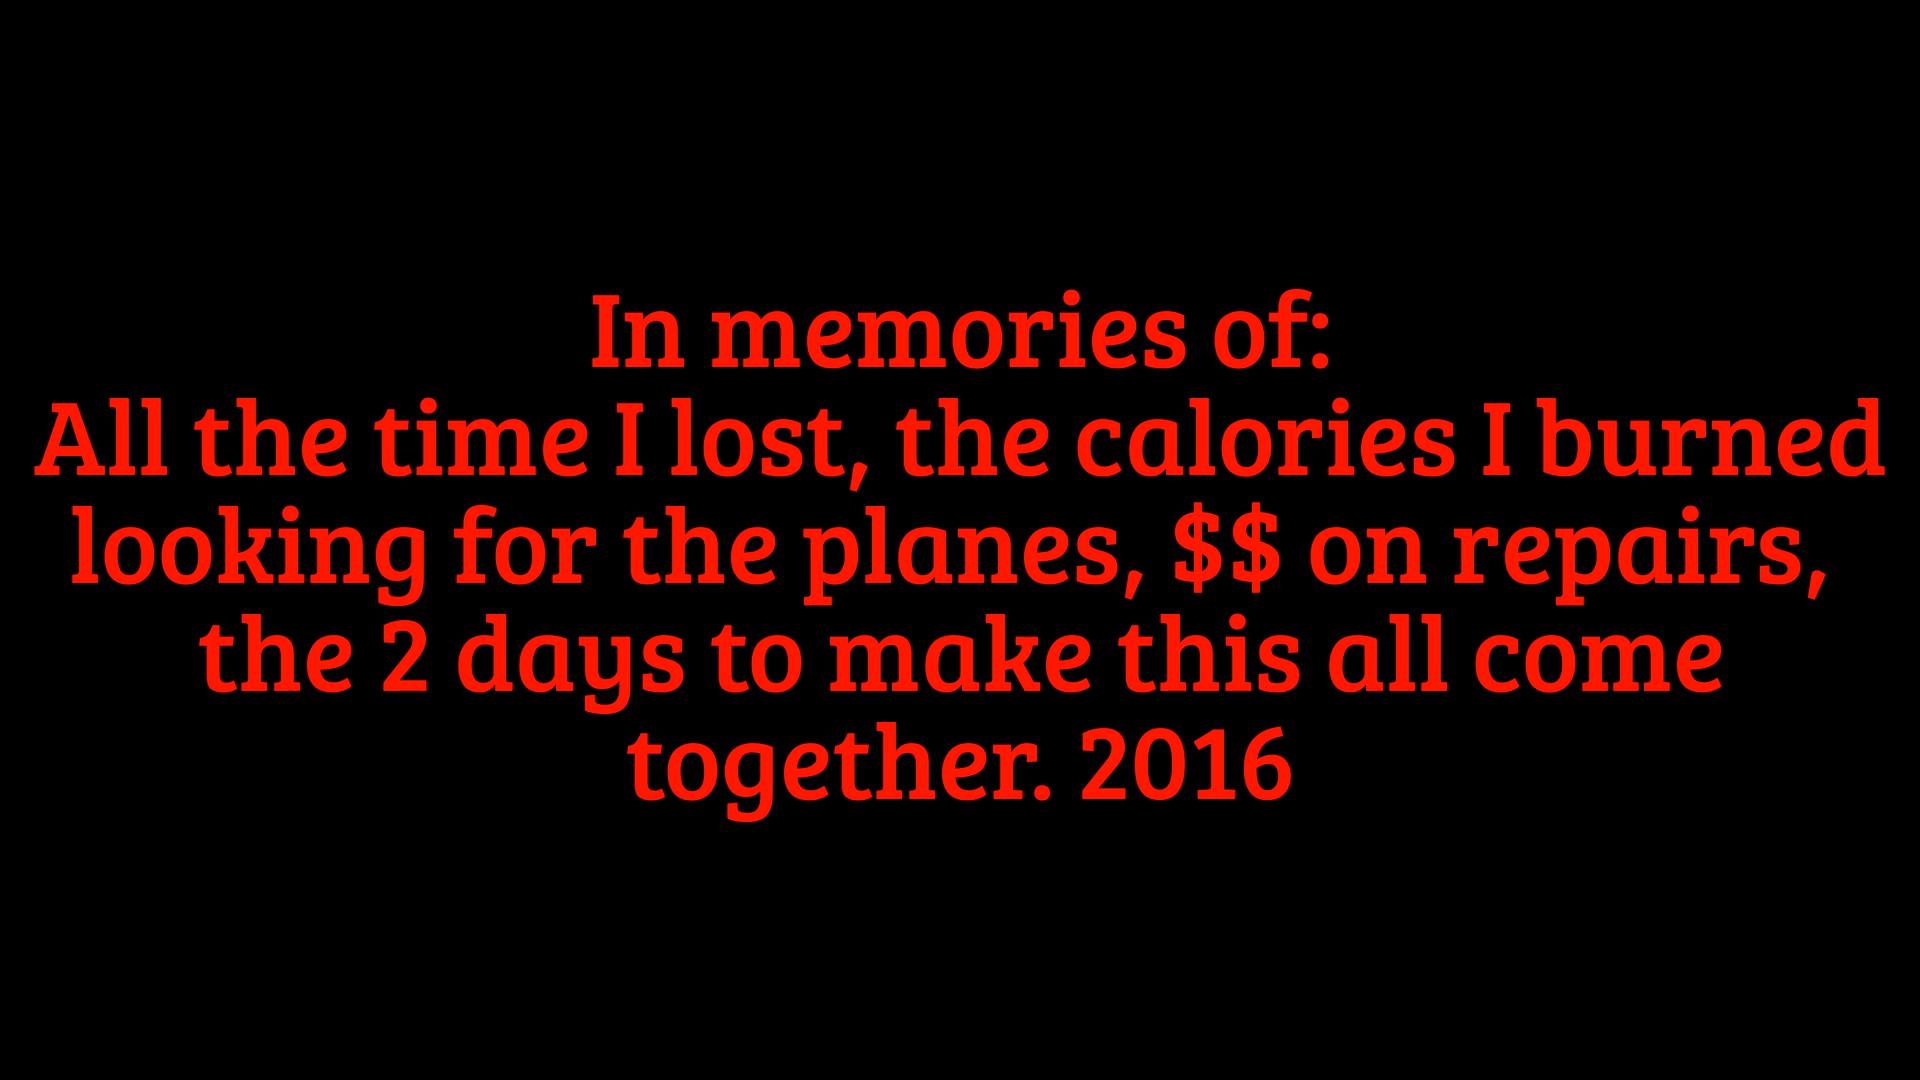 In memories of:
All the time I lost, the calories I burned
looking for the planes, $$ on repairs,
the 2 days to make this all come
together. 2016